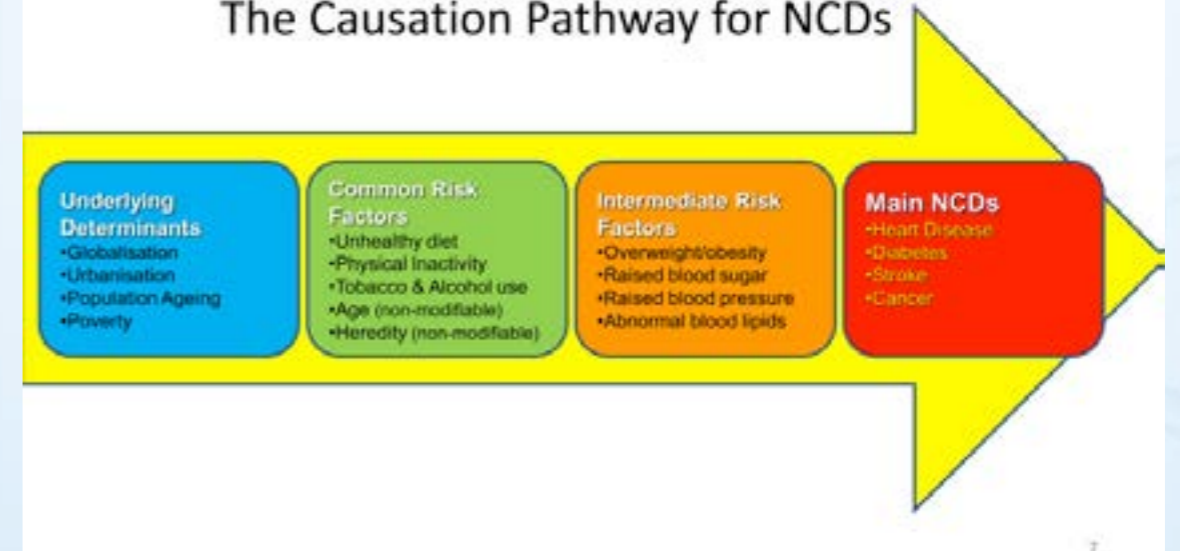 The Causation Pathway for NCDs
Underlying
Determinants
•Globalisation
•Urbanisation
•Population Ageing
•Poverty
Common Risk
Factors
•Unhealthy diet
•Physical Inactivity
•Tobacco & Alcohol use
•Age (non-modifiable)
•Heredity (non-modifiable)
Intermediate Risk
Factors
•Overweight/obesity
•Raised blood sugar
•Raised blood pressure
•Abnormal blood lipids
Main NCDs
•Heart Disease
•Diabetes
•Stroke
•Cancer